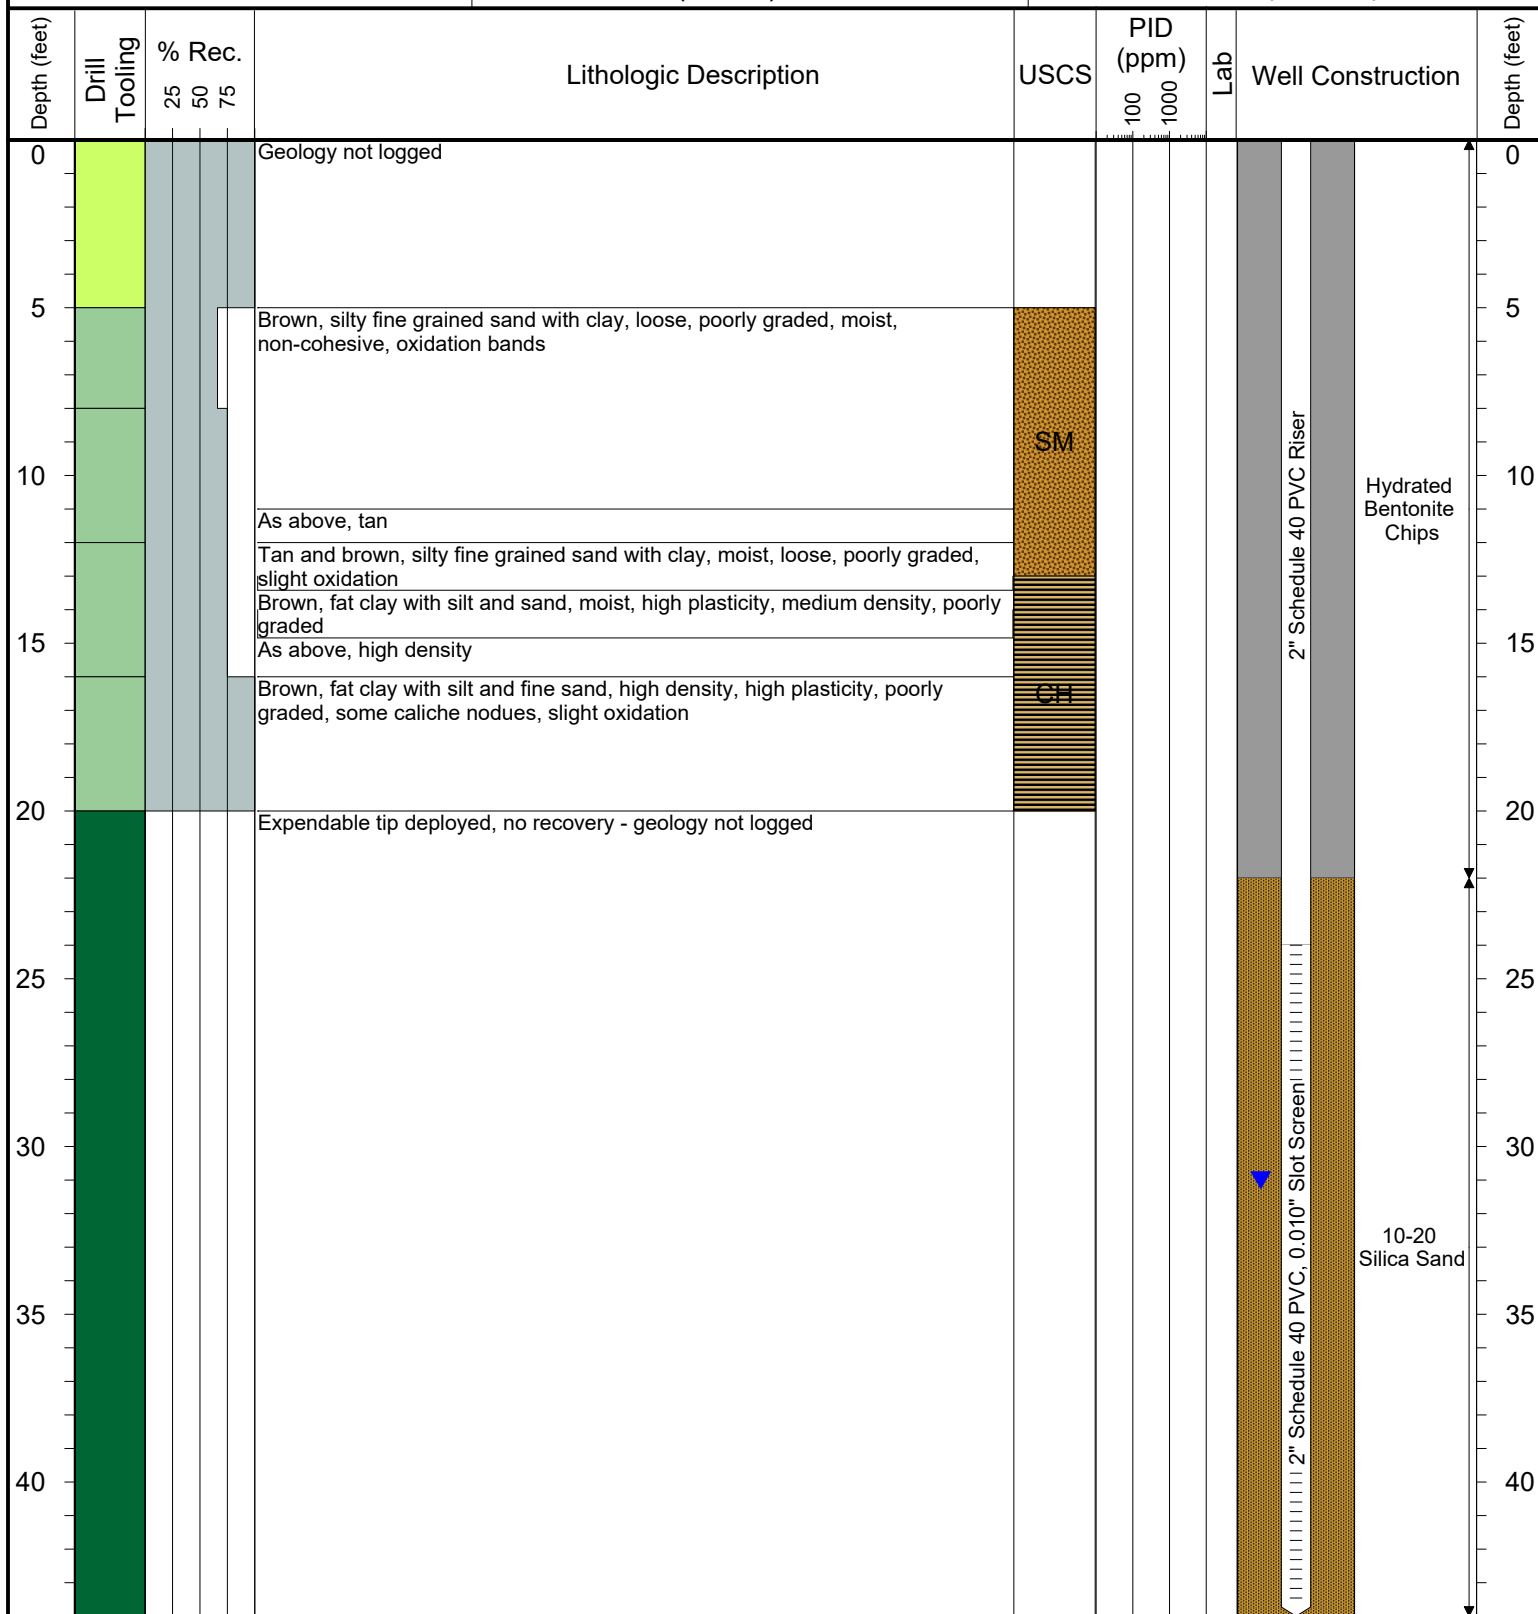 Depth (feet)
Drill
Tooling
% Rec.
25
50
75
Lithologic Description
USCS
PID
(ppm)
100
1000
Lab
Well Construction
Depth (feet)
0
Geology not logged
0
5
Brown, silty fine grained sand with clay, loose, poorly graded, moist,
non-cohesive, oxidation bands
5
SM
10
10
2" Schedule 40 PVC Riser
Hydrated
Bentonite
Chips
As above, tan
Tan and brown, silty fine grained sand with clay, moist, loose, poorly graded,
slight oxidation
Brown, fat clay with silt and sand, moist, high plasticity, medium density, poorly
graded
15
As above, high density
15
Brown, fat clay with silt and fine sand, high density, high plasticity, poorly
graded, some caliche nodues, slight oxidation
CH
20
Expendable tip deployed, no recovery - geology not logged
20
25
25
30
30
2" Schedule 40 PVC, 0.010" Slot Screen
10-20
Silica Sand
35
35
40
40